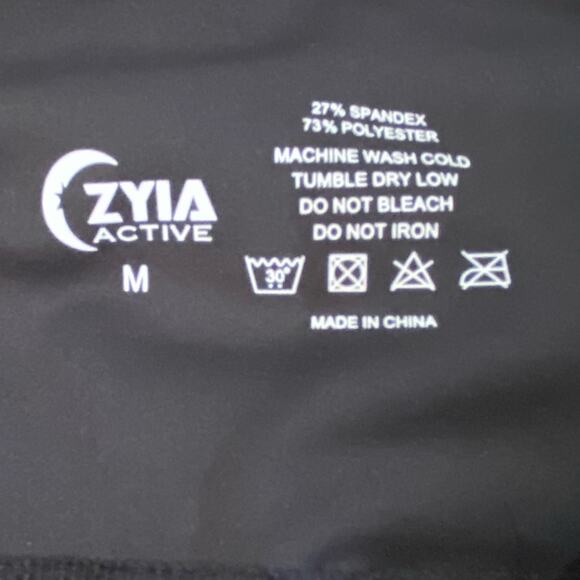 ZYIA
ACTIVE
M
27% SPANDEX
73% POLYESTER
MACHINE WASH COLD
TUMBLE DRY LOW
DO NOT BLEACH
DO NOT IRON
30°
MADE IN CHINA